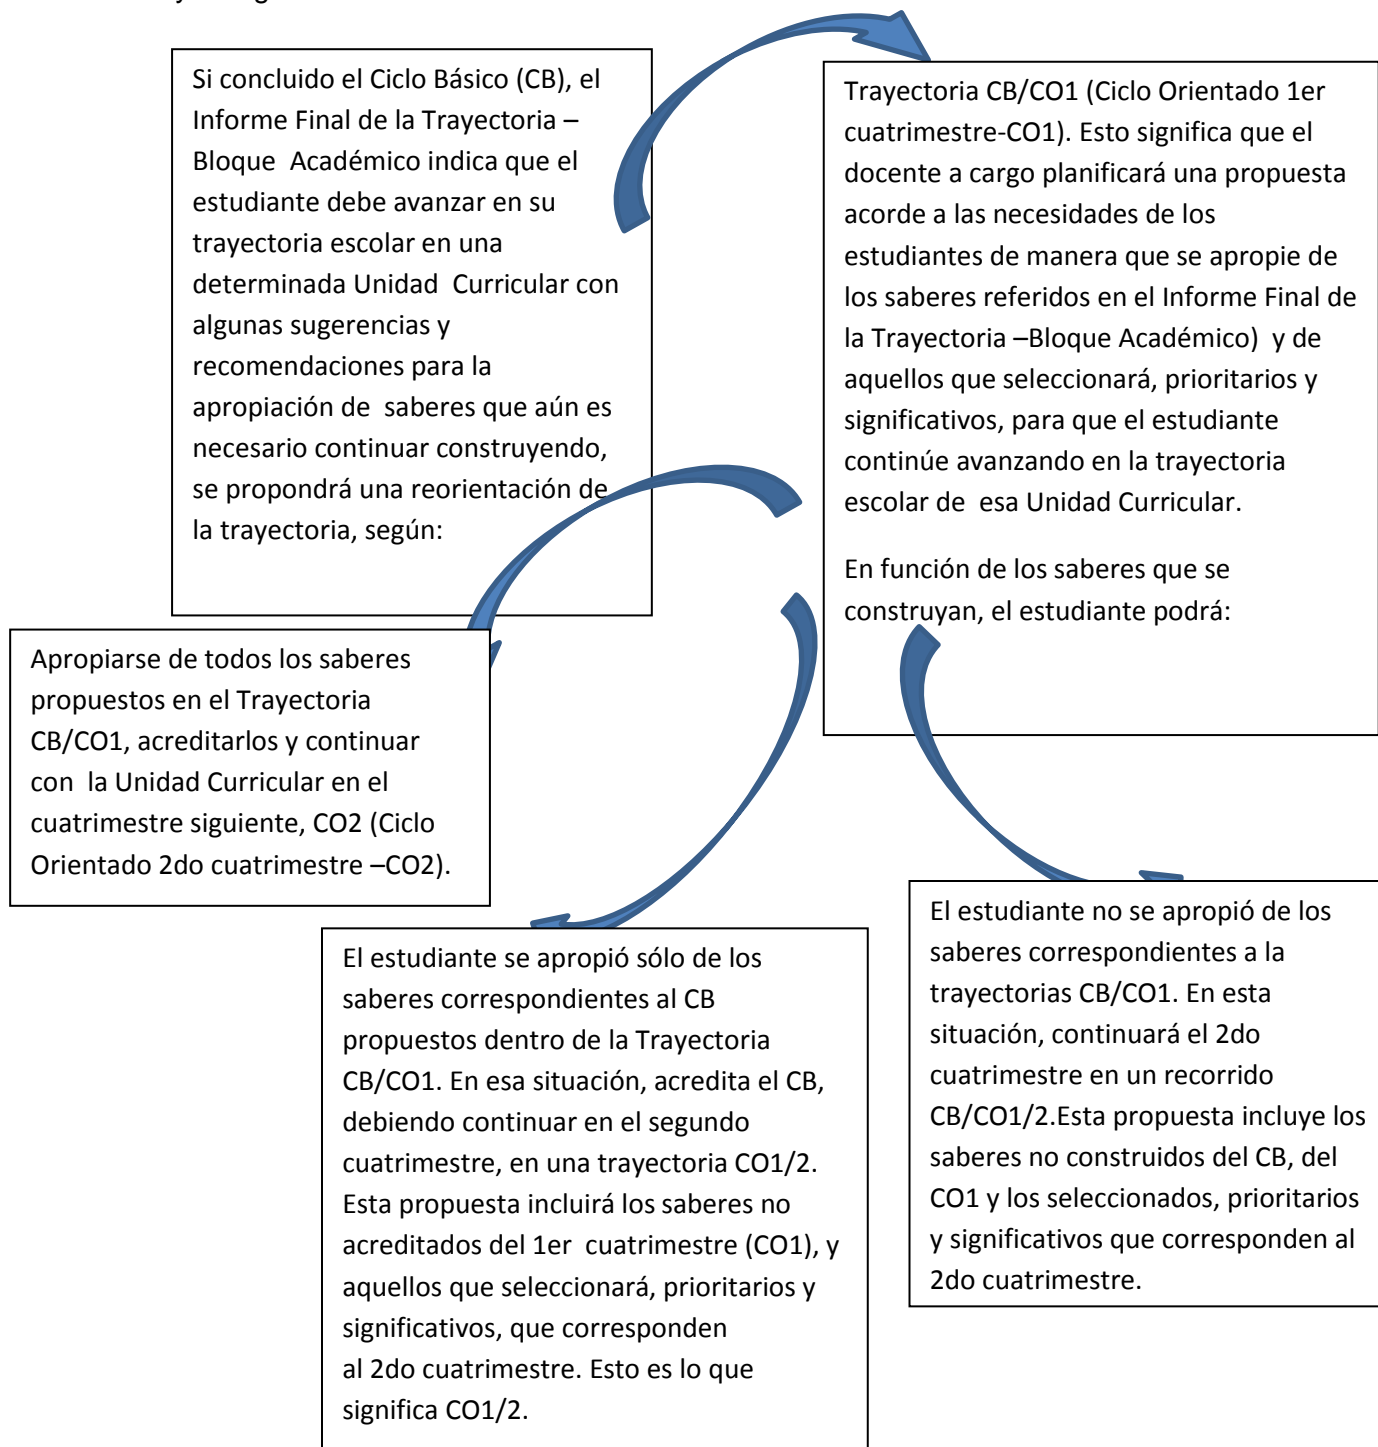 Si concluido el Ciclo Básico (CB), el
Informe Final de la Trayectoria –
Bloque Académico indica que el
estudiante debe avanzar en su
trayectoria escolar en una
determinada Unidad Curricular con
algunas sugerencias y
recomendaciones para la
apropiación de saberes que aún es
necesario continuar construyendo,
se propondrá una reorientación de
la trayectoria, según:
Trayectoria CB/CO1 (Ciclo Orientado 1er
cuatrimestre-CO1). Esto significa que el
docente a cargo planificará una propuesta
acorde a las necesidades de los
estudiantes de manera que se apropie de
los saberes referidos en el Informe Final de
la Trayectoria –Bloque Académico) y de
aquellos que seleccionará, prioritarios y
significativos, para que el estudiante
continúe avanzando en la trayectoria
escolar de esa Unidad Curricular.
En función de los saberes que se
construyan, el estudiante podrá:
Apropiarse de todos los saberes
propuestos en el Trayectoria
CB/CO1, acreditarlos y continuar
con la Unidad Curricular en el
cuatrimestre siguiente, CO2 (Ciclo
Orientado 2do cuatrimestre –CO2).
El estudiante se apropió sólo de los
saberes correspondientes al CB
propuestos dentro de la Trayectoria
CB/CO1. En esa situación, acredita el CB,
debiendo continuar en el segundo
cuatrimestre, en una trayectoria CO1/2.
Esta propuesta incluirá los saberes no
acreditados del 1er cuatrimestre (CO1), y
aquellos que seleccionará, prioritarios y
significativos, que corresponden
al 2do cuatrimestre. Esto es lo que
significa CO1/2.
El estudiante no se apropió de los
saberes correspondientes a la
trayectorias CB/CO1. En esta
situación, continuará el 2do
cuatrimestre en un recorrido
CB/CO1/2.Esta propuesta incluye los
saberes no construidos del CB, del
CO1 y los seleccionados, prioritarios
y significativos que corresponden al
2do cuatrimestre.